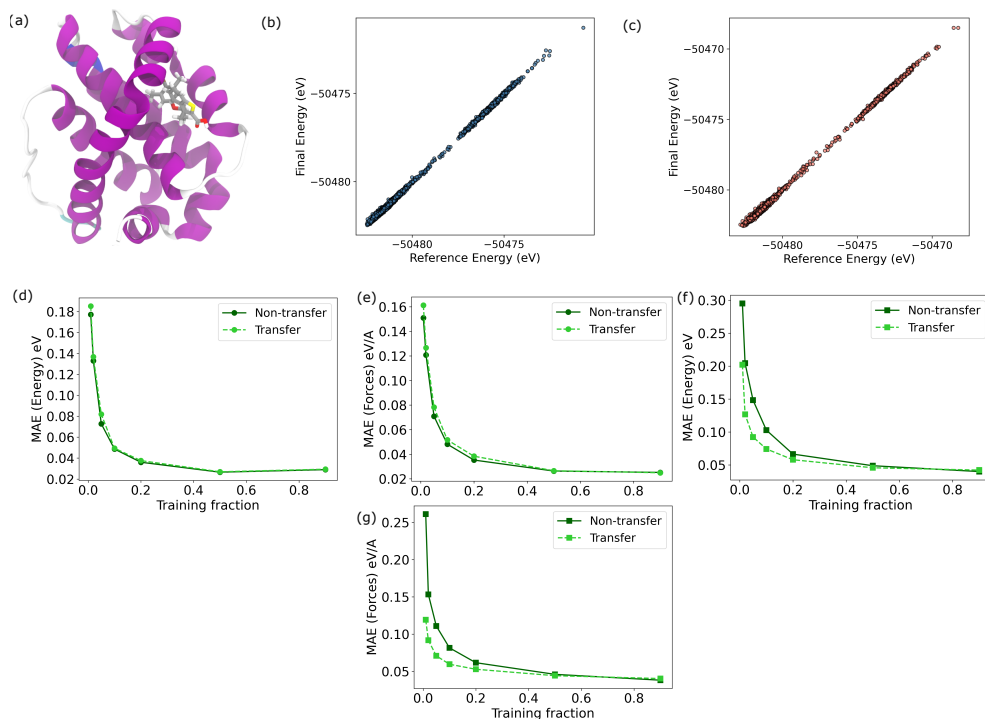 (a)
(b)
Final Energy (eV)
−50475
−50480
−50480
−50475
Reference Energy (eV)
(c)
Final Energy (eV)
−50470
−50475
−50480
−50480
−50475
−50470
Reference Energy (eV)
(d)
MAE (Energy) eV
0.18
0.16
0.14
0.12
0.10
0.08
0.06
0.04
0.02
Non-transfer
Transfer
0.0
0.2
0.4
0.6
0.8
Training fraction
(e)
MAE (Forces) eV/A
0.16
0.14
0.12
0.10
0.08
0.06
0.04
0.02
Non-transfer
Transfer
0.0
0.2
0.4
0.6
0.8
Training fraction
(f)
MAE (Energy) eV
0.30
0.25
0.20
0.15
0.10
0.05
Non-transfer
Transfer
0.0
0.2
0.4
0.6
0.8
Training fraction
(g)
MAE (Forces) eV/A
0.25
0.20
0.15
0.10
0.05
Non-transfer
Transfer
0.0
0.2
0.4
0.6
0.8
Training fraction